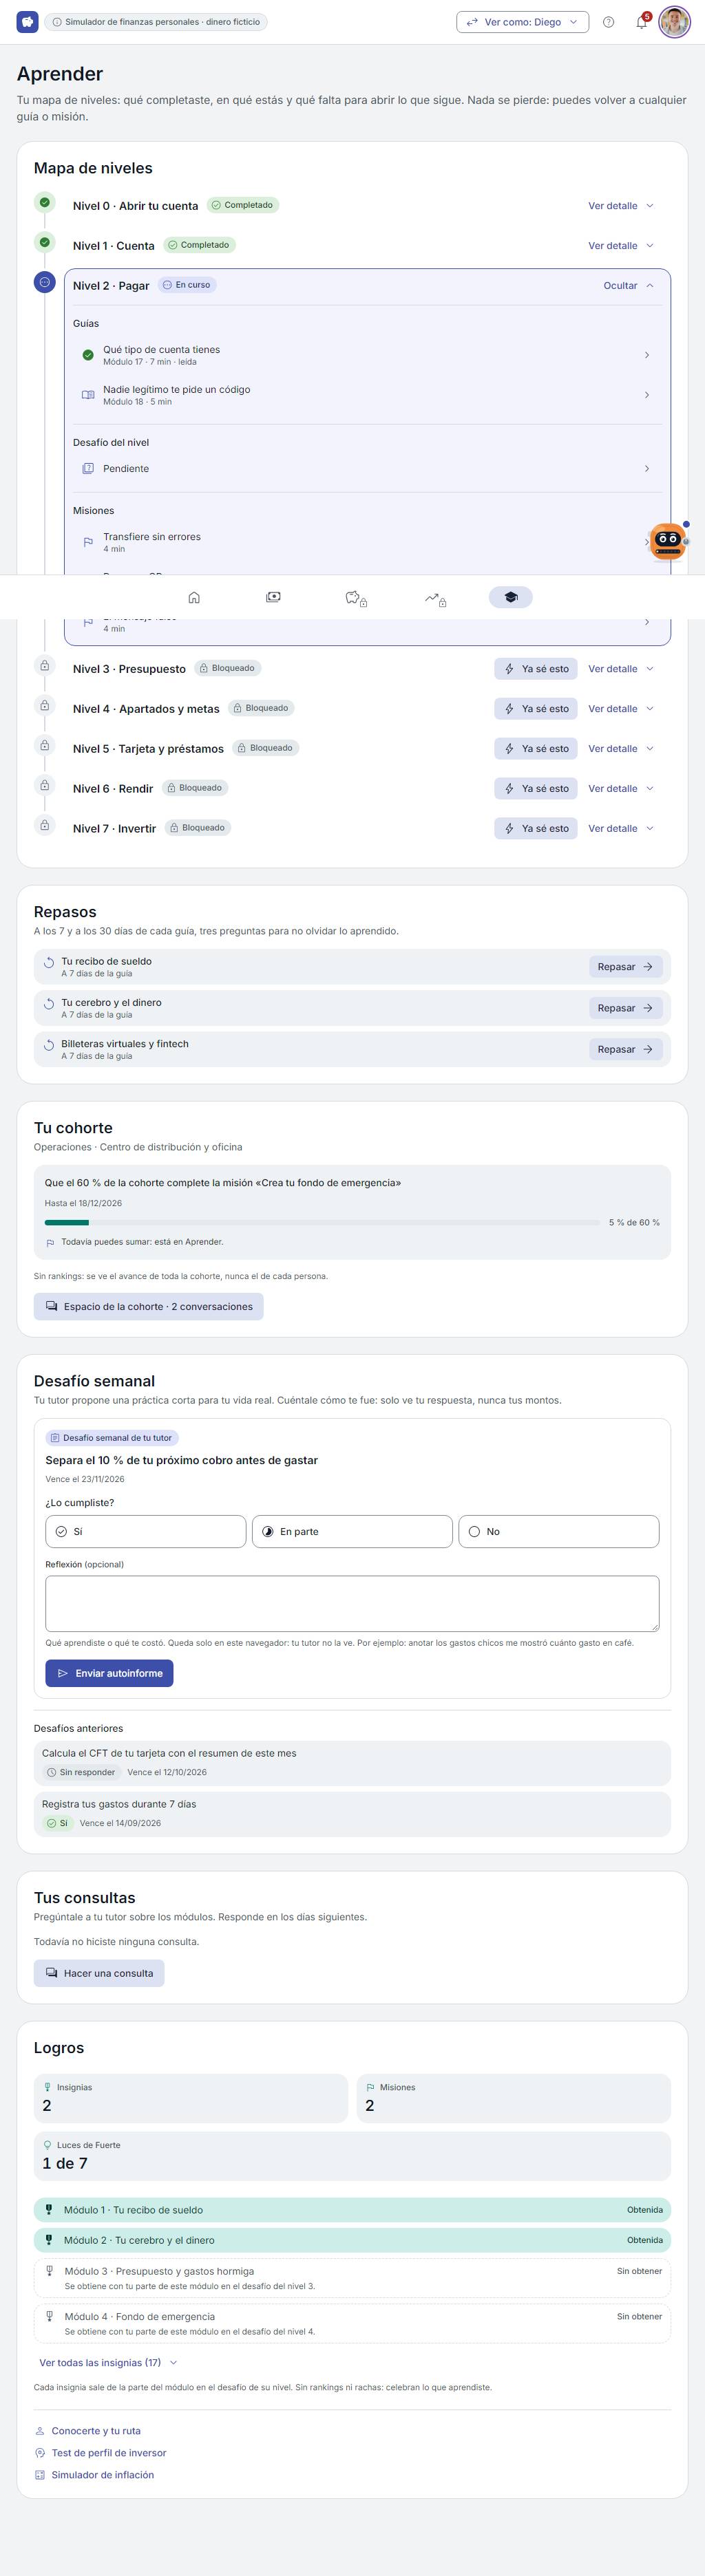 Simulador de finanzas personales · dinero ficticio
Ver como: Diego
5
Aprender
Tu mapa de niveles: qué completaste, en qué estás y qué falta para abrir lo que sigue. Nada se pierde: puedes volver a cualquier
guía o misión.
Mapa de niveles
Nivel 0 · Abrir tu cuenta
Completado
Ver detalle
Nivel 1 · Cuenta
Completado
Ver detalle
Nivel 2 · Pagar
En curso
Ocultar
Guías
Qué tipo de cuenta tienes
Módulo 17 · 7 min · leída
Nadie legítimo te pide un código
Módulo 18 · 5 min
Desafío del nivel
Pendiente
Misiones
Transfiere sin errores
4 min
4 min
Nivel 3 · Presupuesto
Bloqueado
Ya sé esto
Ver detalle
Nivel 4 · Apartados y metas
Bloqueado
Ya sé esto
Ver detalle
Nivel 5 · Tarjeta y préstamos
Bloqueado
Ya sé esto
Ver detalle
Nivel 6 · Rendir
Bloqueado
Ya sé esto
Ver detalle
Nivel 7 · Invertir
Bloqueado
Ya sé esto
Ver detalle
Repasos
A los 7 y a los 30 días de cada guía, tres preguntas para no olvidar lo aprendido.
Tu recibo de sueldo
A 7 días de la guía
Repasar
Tu cerebro y el dinero
A 7 días de la guía
Repasar
Billeteras virtuales y fintech
A 7 días de la guía
Repasar
Tu cohorte
Operaciones · Centro de distribución y oficina
Que el 60 % de la cohorte complete la misión «Crea tu fondo de emergencia»
Hasta el 18/12/2026
5 % de 60 %
Todavía puedes sumar: está en Aprender.
Sin rankings: se ve el avance de toda la cohorte, nunca el de cada persona.
Espacio de la cohorte · 2 conversaciones
Desafío semanal
Tu tutor propone una práctica corta para tu vida real. Cuéntale cómo te fue: solo ve tu respuesta, nunca tus montos.
Desafío semanal de tu tutor
Separa el 10 % de tu próximo cobro antes de gastar
Vence el 23/11/2026
¿Lo cumpliste?
Sí
En parte
No
Reflexión (opcional)
Qué aprendiste o qué te costó. Queda solo en este navegador: tu tutor no la ve. Por ejemplo: anotar los gastos chicos me mostró cuánto gasto en café.
Enviar autoinforme
Desafíos anteriores
Calcula el CFT de tu tarjeta con el resumen de este mes
Sin responder
Vence el 12/10/2026
Registra tus gastos durante 7 días
Sí
Vence el 14/09/2026
Tus consultas
Pregúntale a tu tutor sobre los módulos. Responde en los días siguientes.
Todavía no hiciste ninguna consulta.
Hacer una consulta
Logros
Insignias
2
Misiones
2
Luces de Fuerte
1 de 7
Módulo 1 · Tu recibo de sueldo
Obtenida
Módulo 2 · Tu cerebro y el dinero
Obtenida
Módulo 3 · Presupuesto y gastos hormiga
Sin obtener
Se obtiene con tu parte de este módulo en el desafío del nivel 3.
Módulo 4 · Fondo de emergencia
Sin obtener
Se obtiene con tu parte de este módulo en el desafío del nivel 4.
Ver todas las insignias (17)
Cada insignia sale de la parte del módulo en el desafío de su nivel. Sin rankings ni rachas: celebran lo que aprendiste.
Conocerte y tu ruta
Test de perfil de inversor
Simulador de inflación